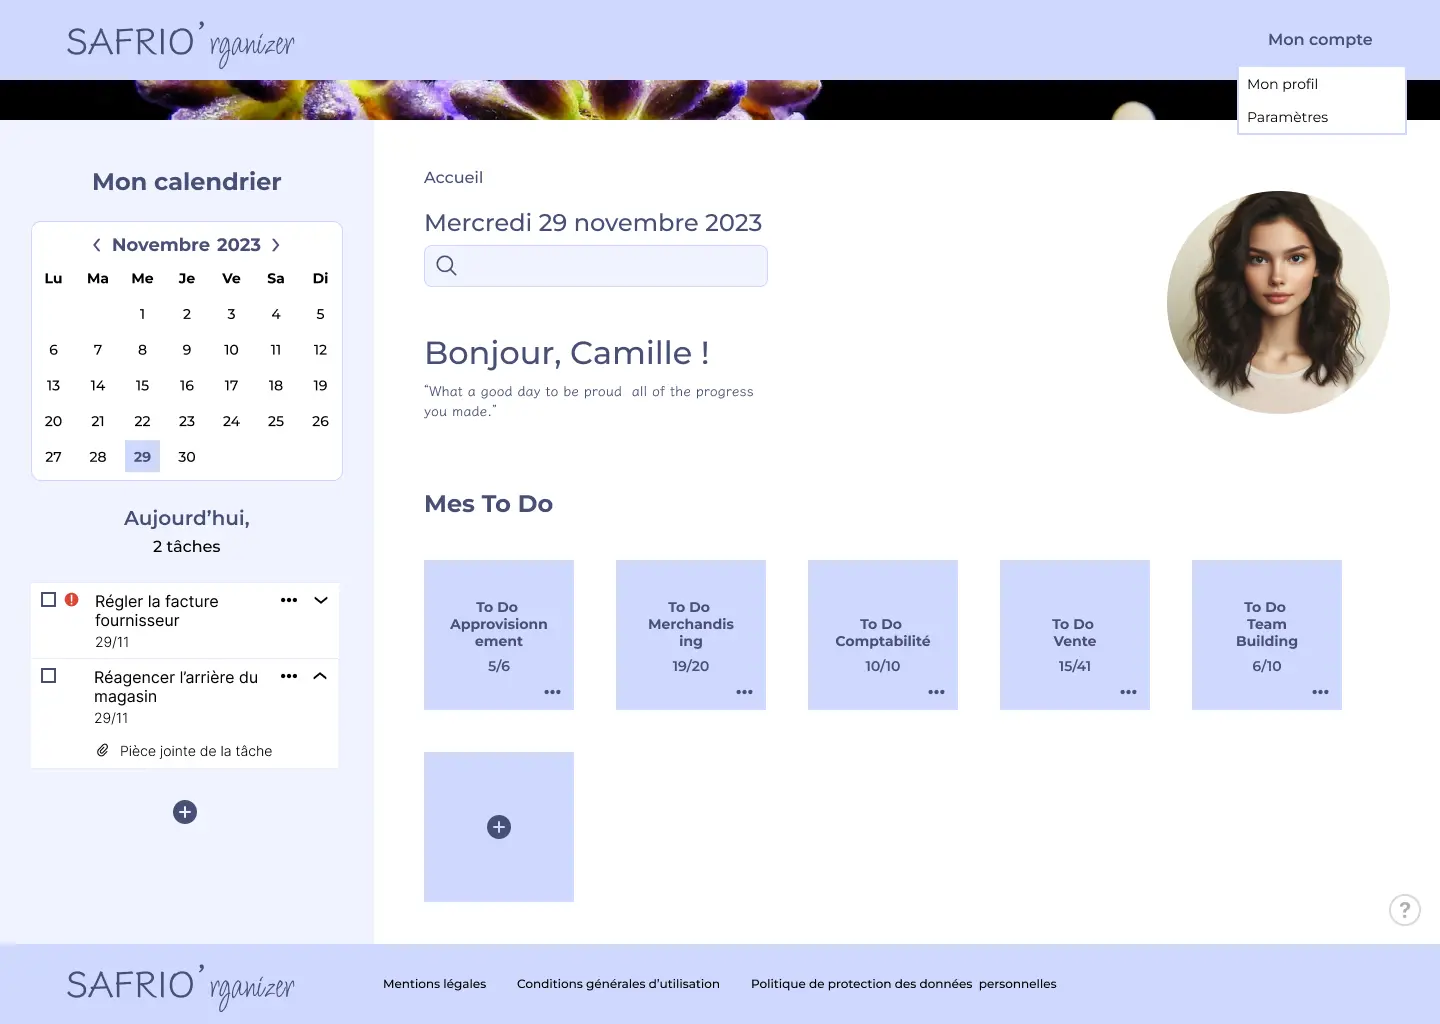 SAFRIO’rganizer
Mon compte
Mon profil
Paramètres
Mon calendrier
Novembre 2023
Lu Ma Me Je Ve Sa Di
1 2 3 4 5
6 7 8 9 10 11 12
13 14 15 16 17 18 19
20 21 22 23 24 25 26
27 28 29 30
Aujourd’hui,
2 tâches
Régler la facture
fournisseur
29/11
Réagencer l’arrière du
magasin
29/11
Pièce jointe de la tâche
Accueil
Mercredi 29 novembre 2023
Bonjour, Camille !
“What a good day to be proud all of the progress
you made.”
Mes To Do
To Do
Approvisionn
ement
5/6
To Do
Merchandis
ing
19/20
To Do
Comptabilité
10/10
To Do
Vente
15/41
To Do
Team
Building
6/10
?
SAFRIO’rganizer
Mentions légales
Conditions générales d’utilisation
Politique de protection des données personnelles